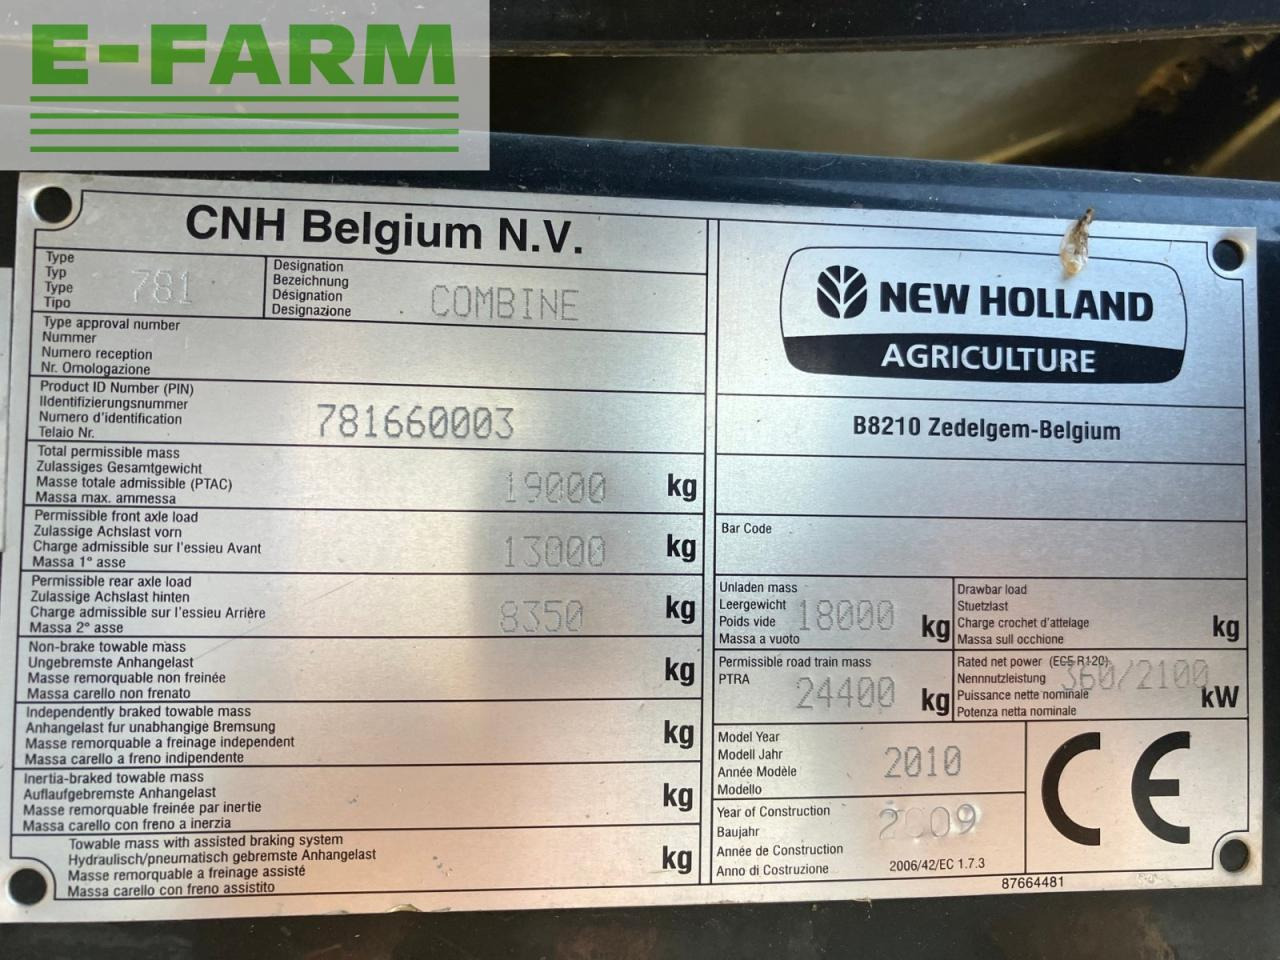 E-FARM
CNH Belgium N.V.
Type
Typ
Type
Tipo
781
Designation
Bezeichnung
Désignation
Designazione
COMBINE
Type approval number
Nummer
Numero reception
Nr. Omologazione
Product ID Number (PIN)
IIdentifizierungsnummer
Numero d'identification
Telaio Nr.
781660003
Total permissible mass
Zulassiges Gesamtgewicht
Masse totale admissible (PTAC)
Massa max. ammessa
19000 kg
Permissible front axle load
Zulassige Achslast vorn
Charge admissible sur l'essieu Avant
Massa 1° asse
13000 kg
Permissible rear axle load
Zulassige Achslast hinten
Charge admissible sur l'essieu Arrière
Massa 2° asse
8350 kg
Non-brake towable mass
Ungebremste Anhangelast
Masse remorquable non freinée
Massa carello non frenato
kg
Independently braked towable mass
Anhangelast fur unabhangige Bremsung
Masse remorquable a freinage independent
Massa carello a freno indipendente
kg
Inertia-braked towable mass
Auflaufgebremste Anhangelast
Masse remorquable freinée par inertie
Massa carello con freno a inerzia
kg
Towable mass with assisted braking system
Hydraulisch/pneumatisch gebremste Anhangelast
Masse remorquable a freinage assisté
Massa carello con freno assistito
kg
NEW HOLLAND
AGRICULTURE
B8210 Zedelgem-Belgium
Bar Code
Unladen mass
Leergewicht
Poids vide
Massa a vuoto
18000 kg
Drawbar load
Stuetzlast
Charge crochet d'attelage
Massa sull occhione
kg
Permissible road train mass
PTRA
24400 kg
Rated net power (ECE R120)
Nennnutzleistung
Puissance nette nominale
Potenza netta nominale
360/2100
kW
Model Year
Modell Jahr
Année Modèle
Modello
2010
Year of Construction
Baujahr
Année de Construction
Anno di Costruzione
2009
2006/42/EC 1.7.3
CE
87664481